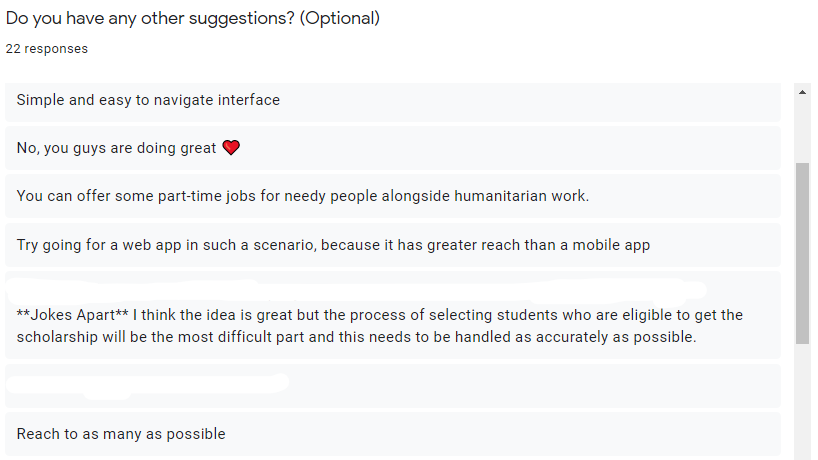 Do you have any other suggestions? (Optional)
22 responses
Simple and easy to navigate interface
No, you guys are doing great ❤️
You can offer some part-time jobs for needy people alongside humanitarian work.
Try going for a web app in such a scenario, because it has greater reach than a mobile app
**Jokes Apart** I think the idea is great but the process of selecting students who are eligible to get the
scholarship will be the most difficult part and this needs to be handled as accurately as possible.
Reach to as many as possible